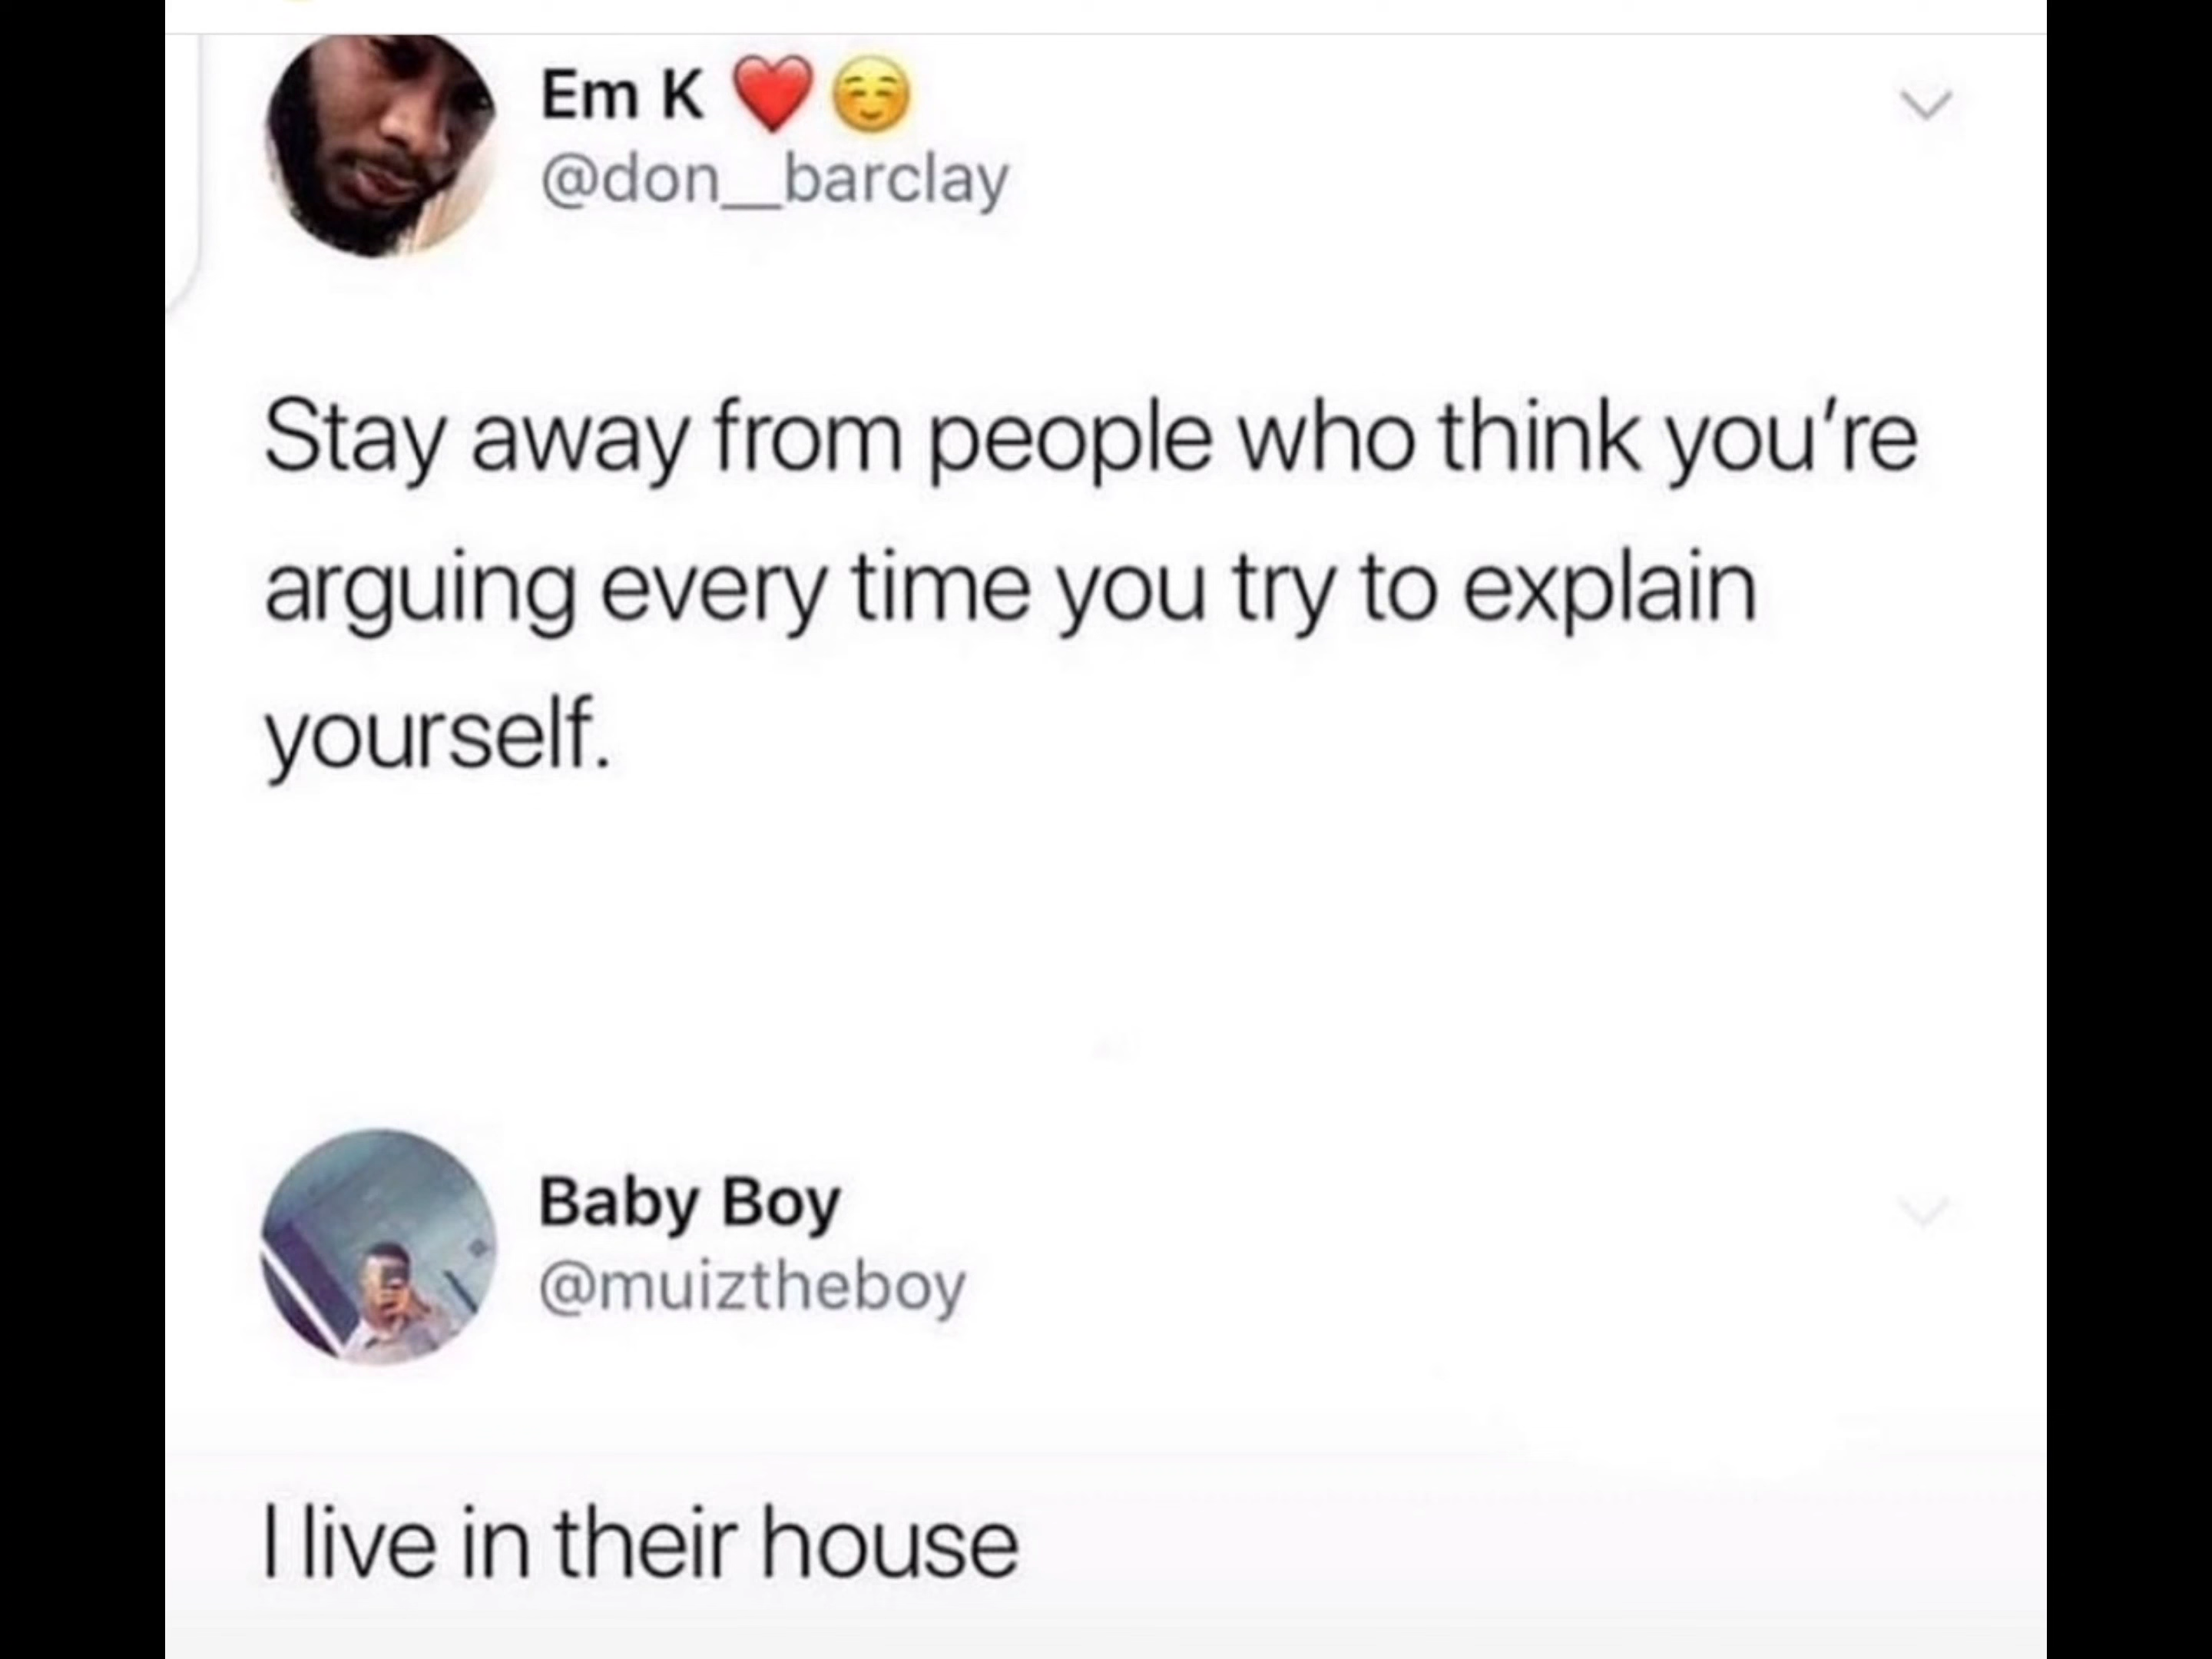 Em K ❤️ ☺️
@don__barclay
Stay away from people who think you’re
arguing every time you try to explain
yourself.
Baby Boy
@muiztheboy
I live in their house